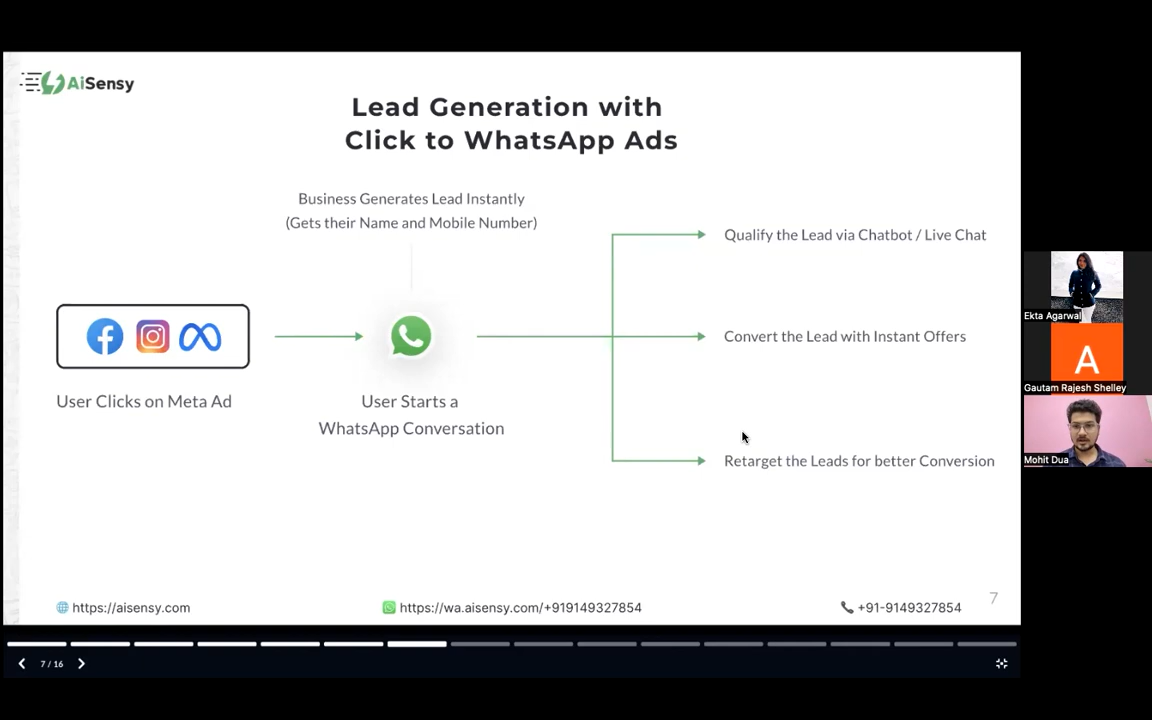 AiSensy
Lead Generation with
Click to WhatsApp Ads
Business Generates Lead Instantly
(Gets their Name and Mobile Number)
Qualify the Lead via Chatbot / Live Chat
Convert the Lead with Instant Offers
User Clicks on Meta Ad
User Starts a
WhatsApp Conversation
Retarget the Leads for better Conversion
https://aisensy.com
https://wa.aisensy.com/+919149327854
+91-9149327854
7
7 / 16
Ekta Agarwal
A
Gautam Rajesh Shelley
Mohit Dua